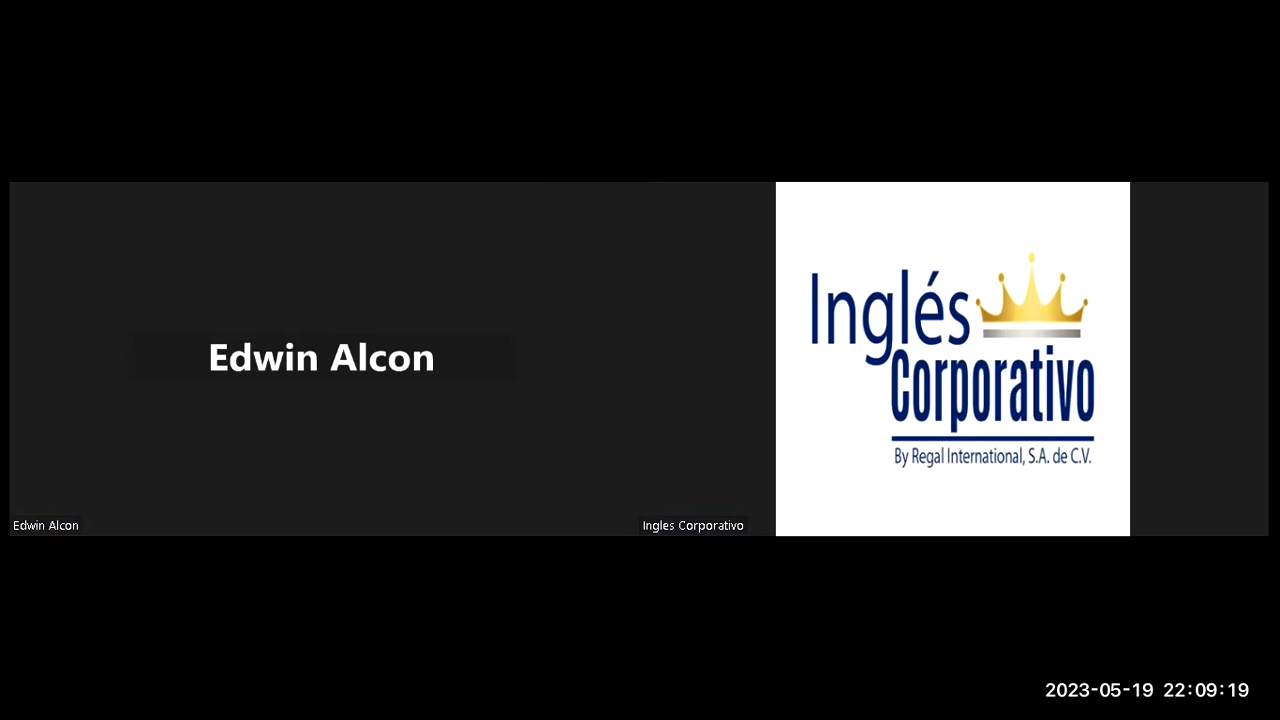 Edwin Alcon
Edwin Alcon
Ingles Corporativo
Inglés
Corporativo
By Regal International, S.A. de C.V.
2023-05-19 22:09:19